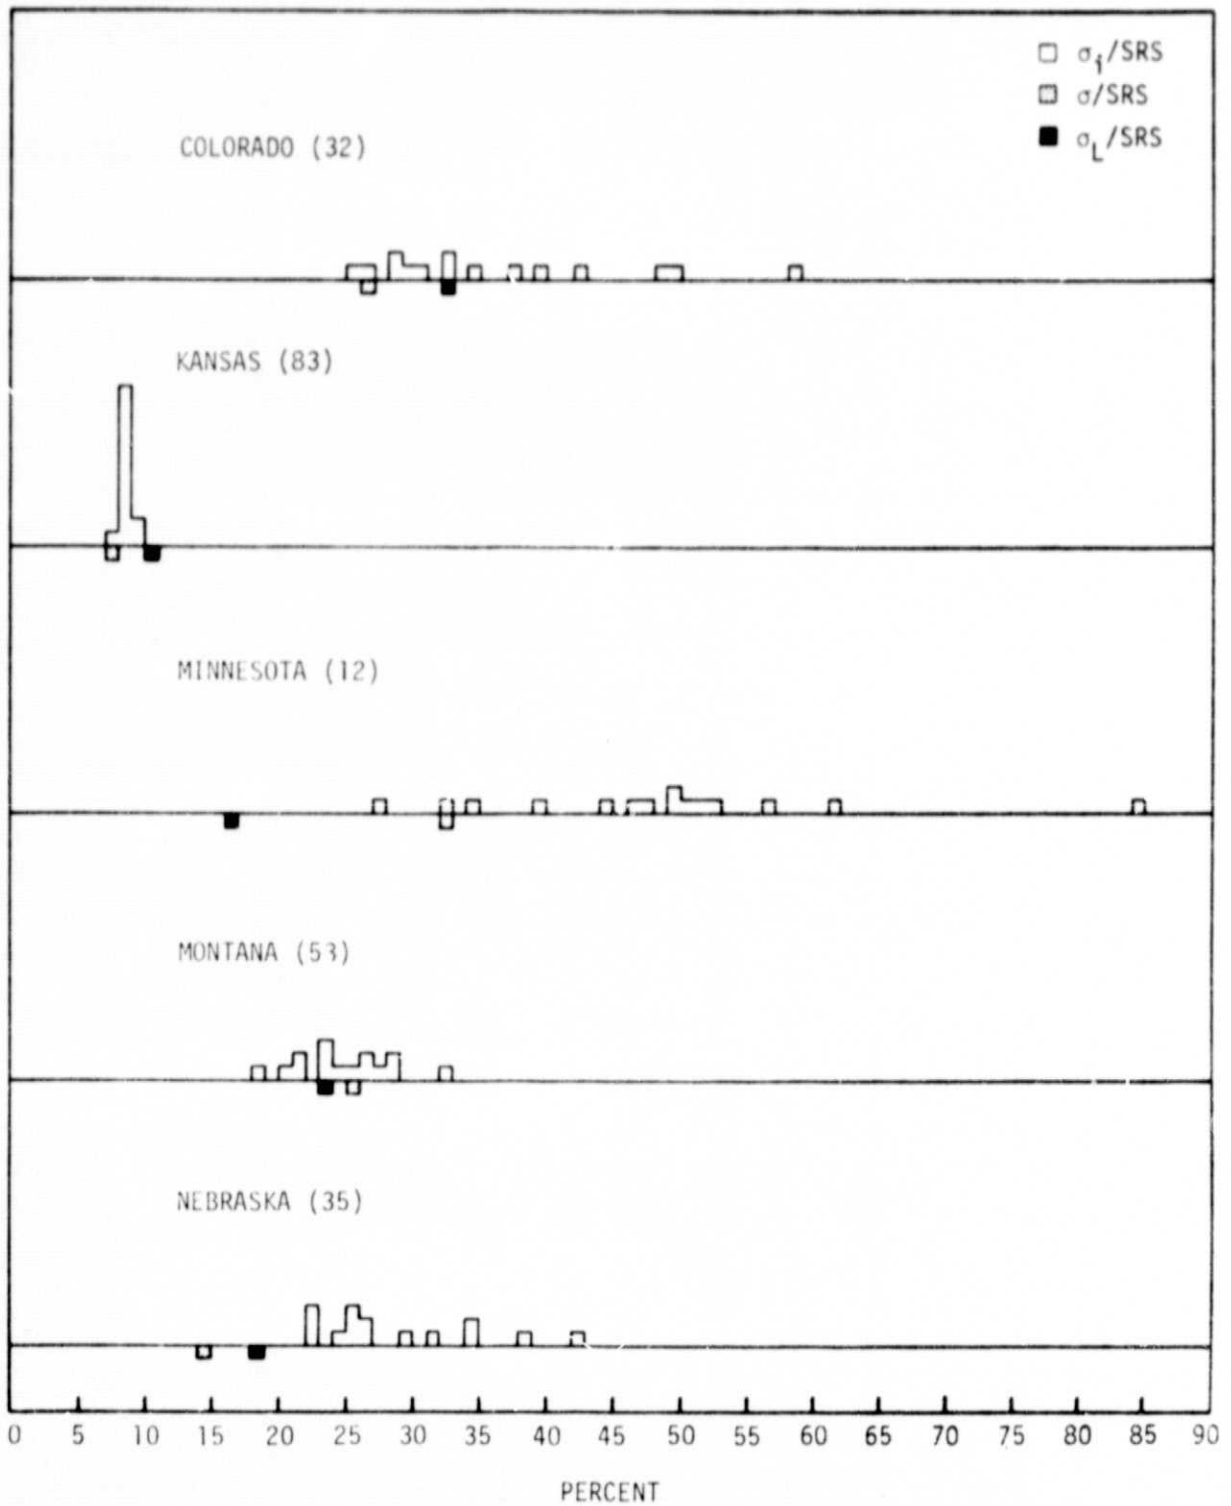 σi/SRS
σ/SRS
σL/SRS
COLORADO (32)
KANSAS (83)
MINNESOTA (12)
MONTANA (53)
NEBRASKA (35)
0 5 10 15 20 25 30 35 40 45 50 55 60 65 70 75 80 85 90
PERCENT